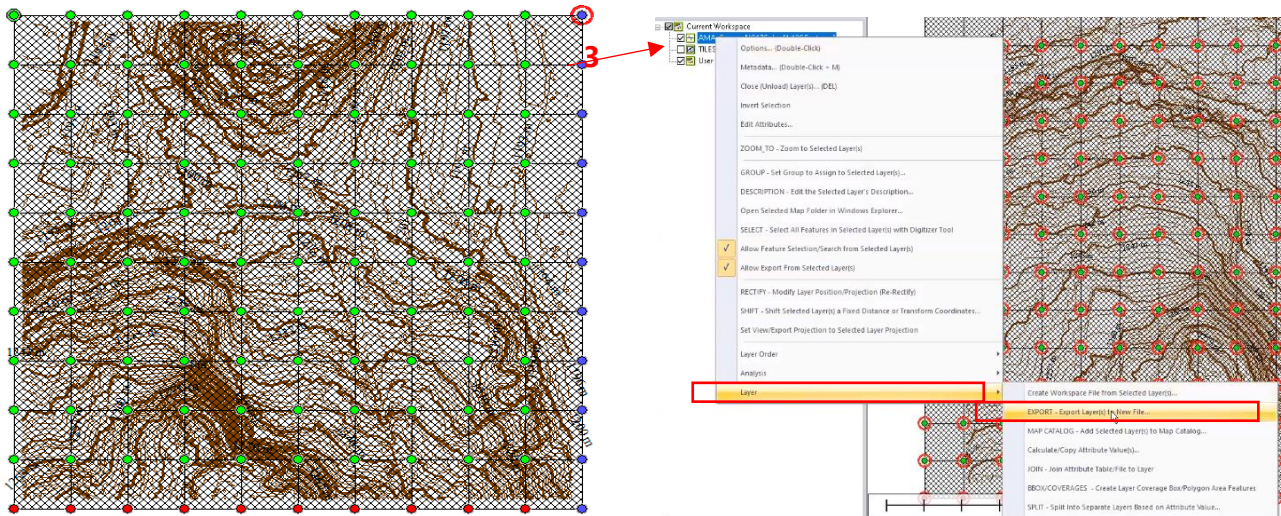 3
Current Workspace
TILES
User
Options... (Double-Click)
Metadata... (Double-Click + M)
Close (Unload) Layer(s)... (DEL)
Invert Selection
Edit Attributes...
ZOOM_TO - Zoom to Selected Layer(s)
GROUP - Set Group to Assign to Selected Layer(s)...
DESCRIPTION - Edit the Selected Layer's Description...
Open Selected Map Folder in Windows Explorer...
SELECT - Select All Features in Selected Layer(s) with Digitizer Tool
Allow Feature Selection/Search from Selected Layer(s)
Allow Export From Selected Layer(s)
RECTIFY - Modify Layer Position/Projection (Re-Rectify)
SHIFT - Shift Selected Layer(s) a Fixed Distance or Transform Coordinates...
Set View/Export Projection to Selected Layer Projection
Layer Order
Analysis
Layer
Create Workspace File from Selected Layer(s)...
EXPORT - Export Layer(s) to New File...
MAP CATALOG - Add Selected Layer(s) to Map Catalog...
Calculate/Copy Attribute Value(s)...
JOIN - Join Attribute Table/File to Layer
BBOX/COVERAGES - Create Layer Coverage Box/Polygon Area Features
SPLIT - Split into Separate Layers Based on Attribute Value...